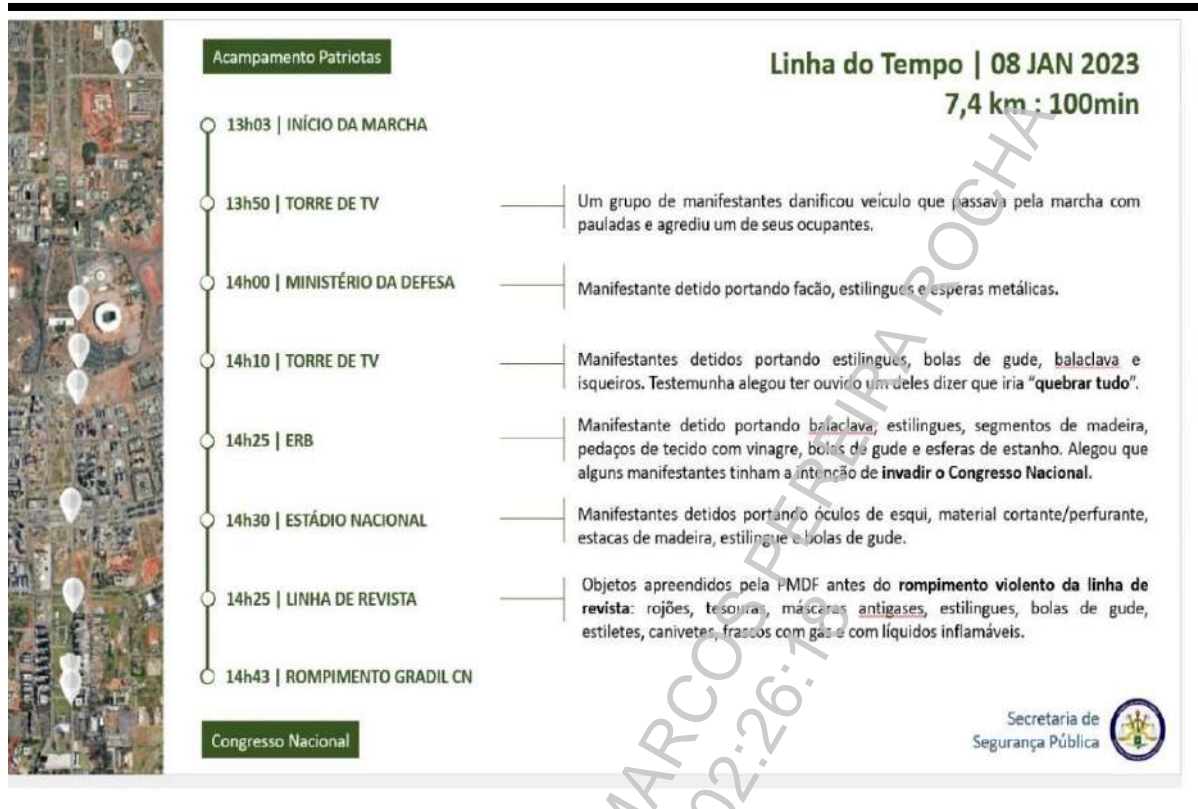 Acampamento Patriotas
Linha do Tempo | 08 JAN 2023
7,4 km : 100min
13h03 | INÍCIO DA MARCHA
13h50 | TORRE DE TV
Um grupo de manifestantes danificou veículo que passava pela marcha com
pauladas e agrediu um de seus ocupantes.
14h00 | MINISTÉRIO DA DEFESA
Manifestante detido portando facão, estilingues e esperas metálicas.
14h10 | TORRE DE TV
Manifestantes detidos portando estilingues, bolas de gude, balaclava e
isqueiros. Testemunha alegou ter ouvido um deles dizer que iria "quebrar tudo".
14h25 | ERB
Manifestante detido portando balaclava, estilingues, segmentos de madeira,
pedaços de tecido com vinagre, bolas de gude e esferas de estanho. Alegou que
alguns manifestantes tinham a intenção de invadir o Congresso Nacional.
14h30 | ESTÁDIO NACIONAL
Manifestantes detidos portando óculos de esqui, material cortante/perfurante,
estacas de madeira, estilingue e bolas de gude.
14h25 | LINHA DE REVISTA
Objetos apreendidos pela PMDF antes do rompimento violento da linha de
revista: rojões, tesouras, máscaras antigases, estilingues, bolas de gude,
estiletes, canivetes, frascos com gás e com líquidos inflamáveis.
14h43 | ROMPIMENTO GRADIL CN
Congresso Nacional
Secretaria de
Segurança Pública
MARCOS PEREIRA ROCHA
02:26:18